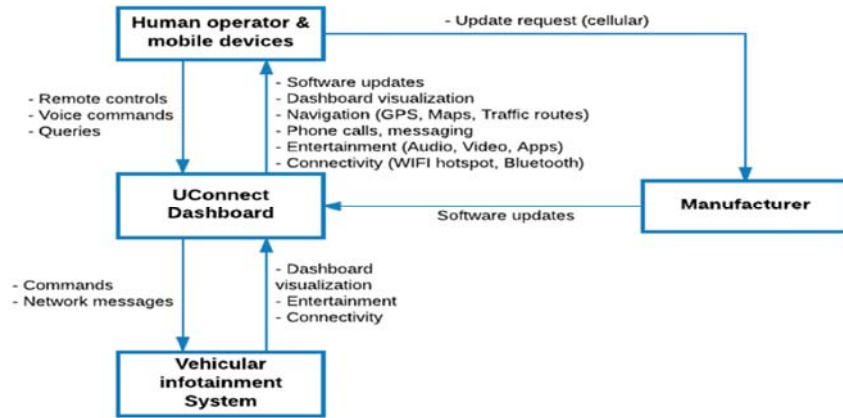 Human operator &
mobile devices
- Update request (cellular)
- Remote controls
- Voice commands
- Queries
- Software updates
- Dashboard visualization
- Navigation (GPS, Maps, Traffic routes)
- Phone calls, messaging
- Entertainment (Audio, Video, Apps)
- Connectivity (WIFI hotspot, Bluetooth)
UConnect
Dashboard
Software updates
Manufacturer
- Commands
- Network messages
- Dashboard
visualization
- Entertainment
- Connectivity
Vehicular
infotainment
System